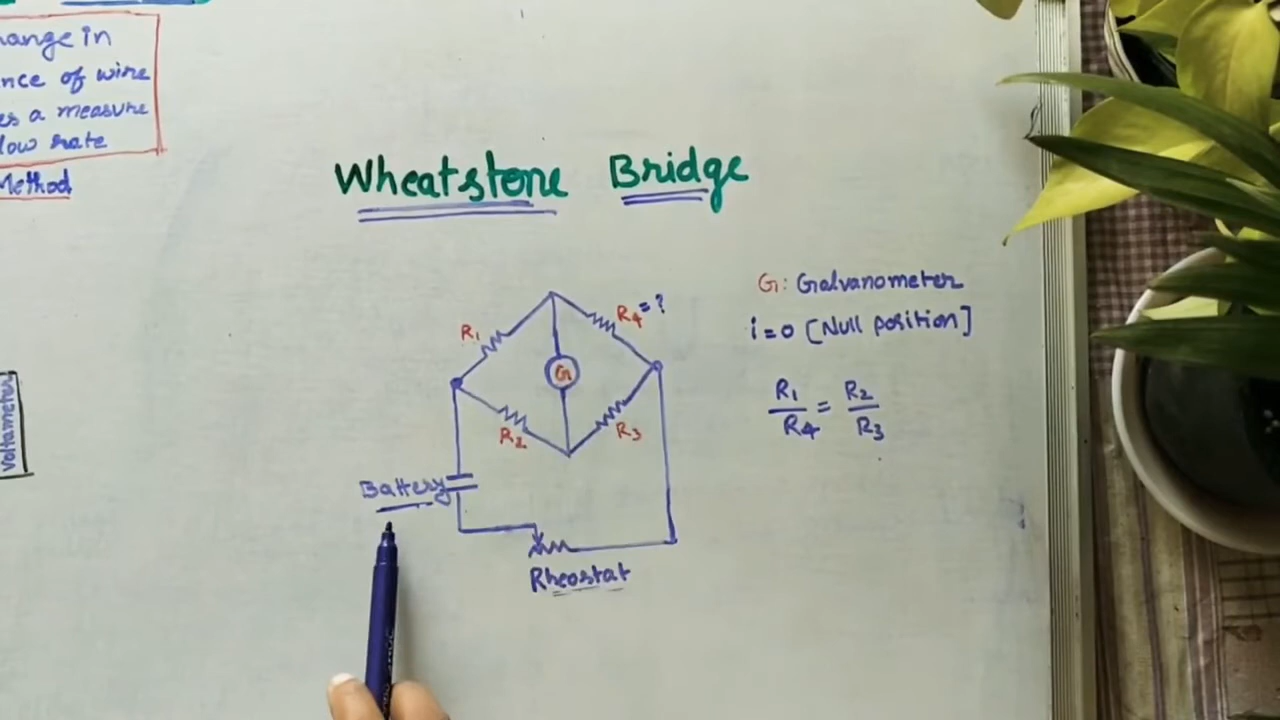 hange in
nce of wire
es a measure
low rate
Method
Wheatstone Bridge
G: Galvanometer
i=0 [Null position]
R1/R4 = R2/R3
R1
R4=?
G
R2
R3
Battery
Rheostat
Voltameter